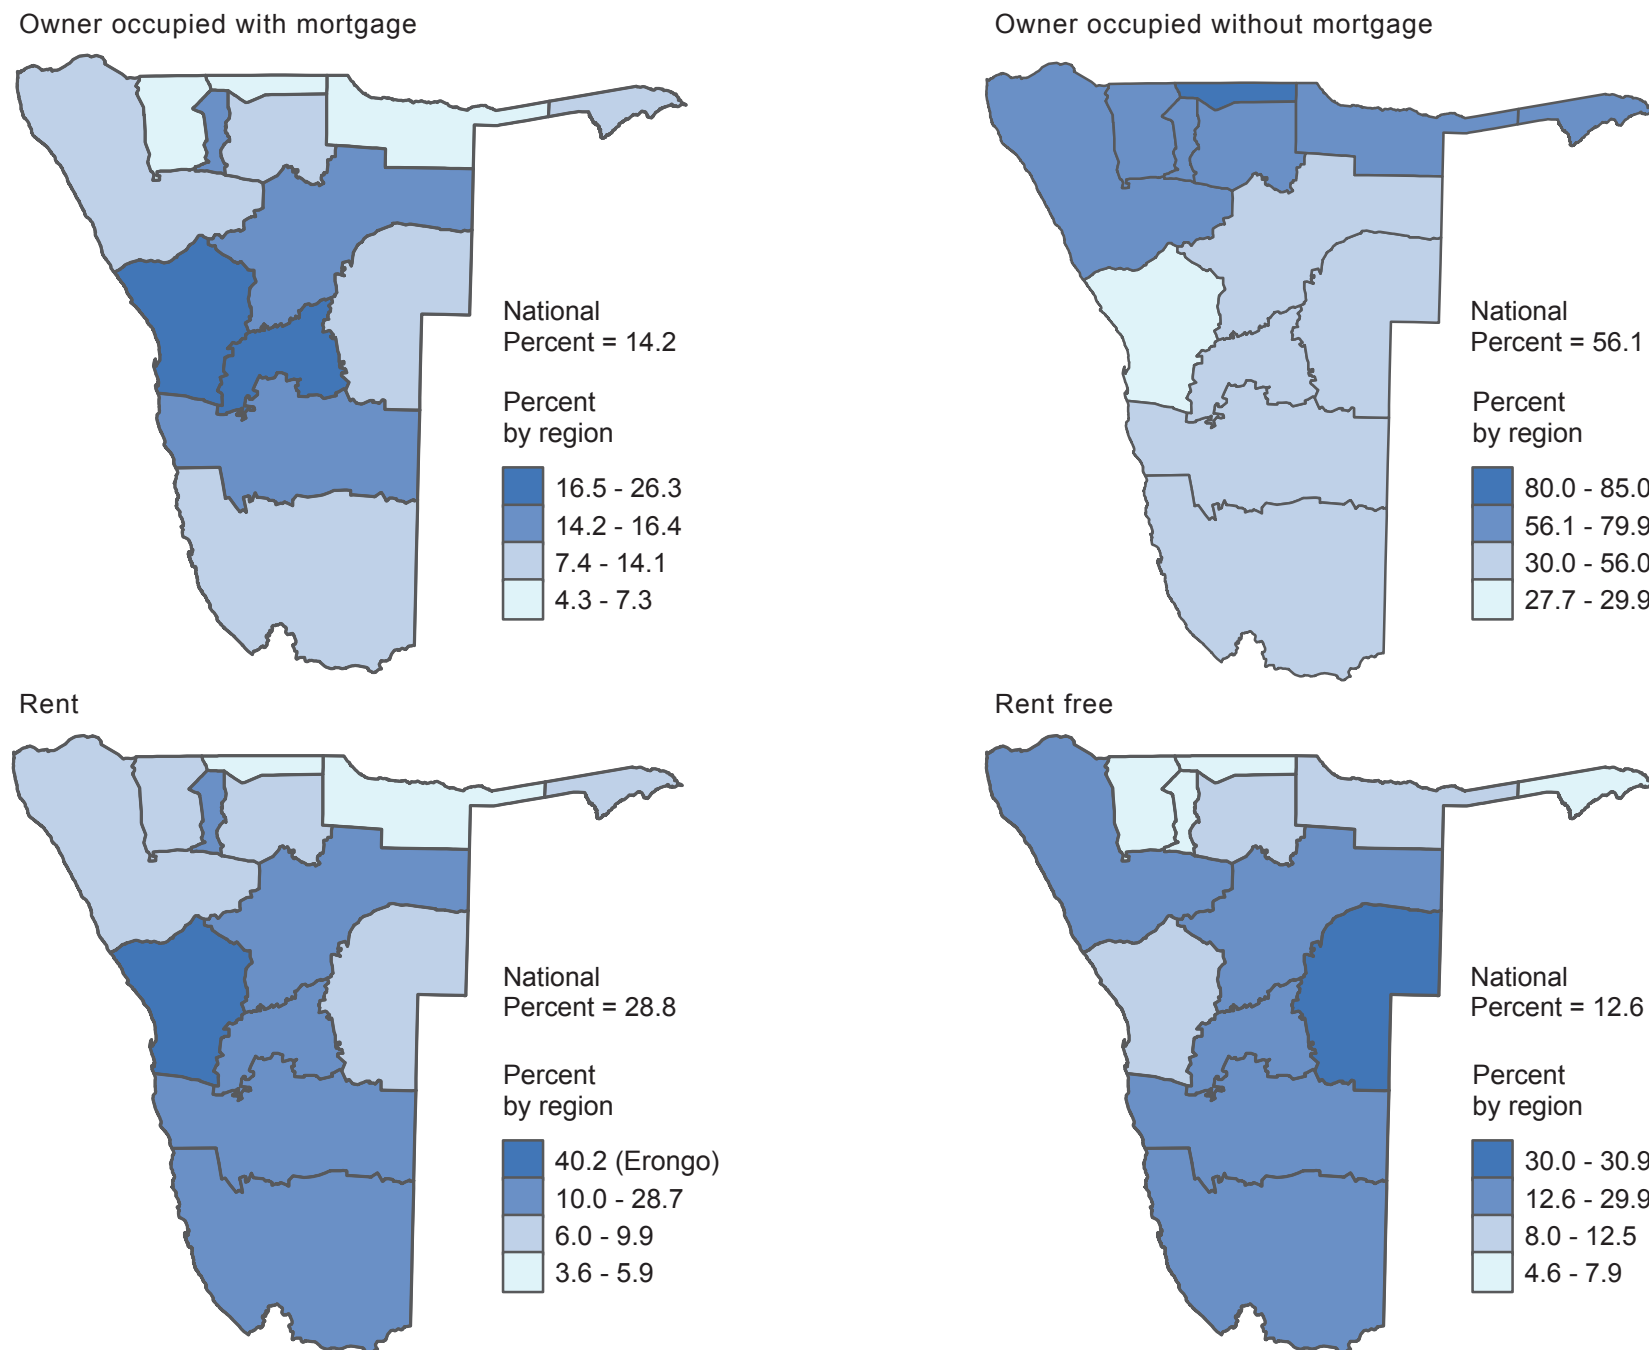 Owner occupied with mortgage
National
Percent = 14.2
Percent
by region
16.5 - 26.3
14.2 - 16.4
7.4 - 14.1
4.3 - 7.3
Owner occupied without mortgage
National
Percent = 56.1
Percent
by region
80.0 - 85.0
56.1 - 79.9
30.0 - 56.0
27.7 - 29.9
Rent
National
Percent = 28.8
Percent
by region
40.2 (Erongo)
10.0 - 28.7
6.0 - 9.9
3.6 - 5.9
Rent free
National
Percent = 12.6
Percent
by region
30.0 - 30.9
12.6 - 29.9
8.0 - 12.5
4.6 - 7.9